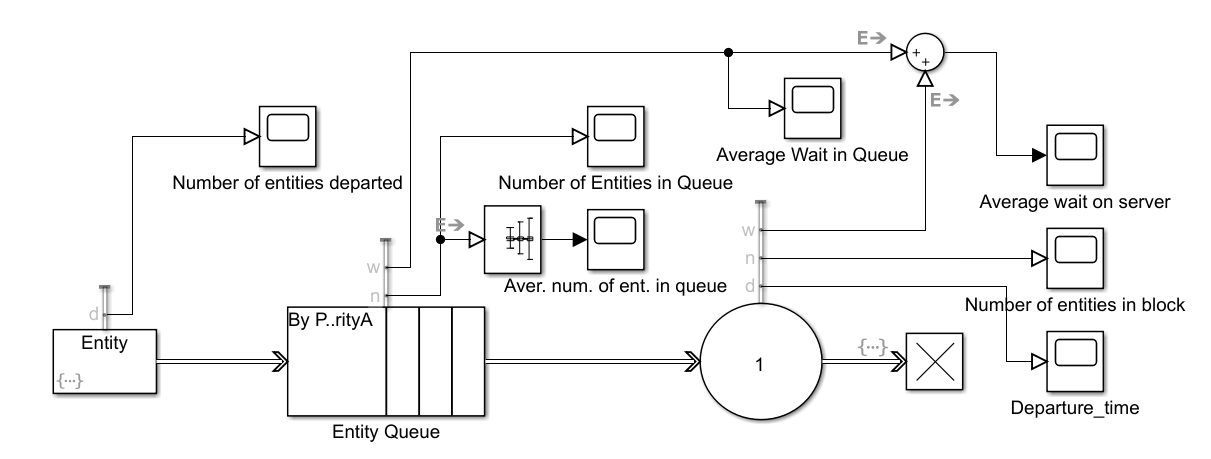 E
+
+
E
Average Wait in Queue
Number of entities departed
Number of Entities in Queue
Average wait on server
E
w
n
d
w
n
Aver. num. of ent. in queue
Number of entities in block
d
By P..rityA
Entity
{...}
1
{...}
Departure_time
Entity Queue